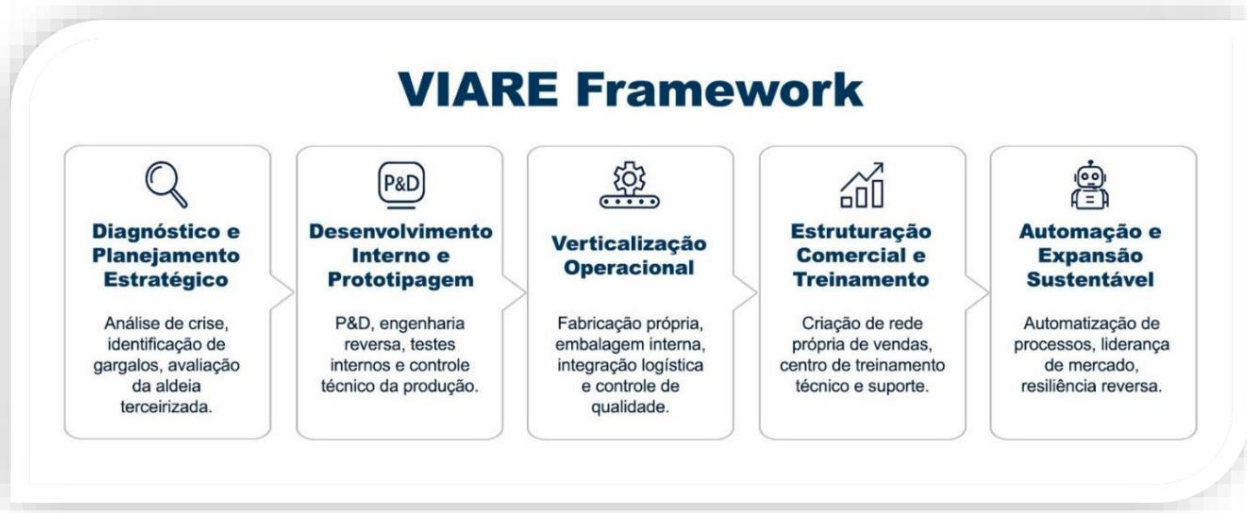 VIARE Framework
Diagnóstico e
Planejamento
Estratégico
Análise de crise,
identificação de
gargalos, avaliação
da aldeia
terceirizada.
P&D
Desenvolvimento
Interno e
Prototipagem
P&D, engenharia
reversa, testes
internos e controle
técnico da produção.
Verticalização
Operacional
Fabricação própria,
embalagem interna,
integração logística
e controle de
qualidade.
Estruturação
Comercial e
Treinamento
Criação de rede
própria de vendas,
centro de treinamento
técnico e suporte.
Automação e
Expansão
Sustentável
Automatização de
processos, liderança
de mercado,
resiliência reversa.